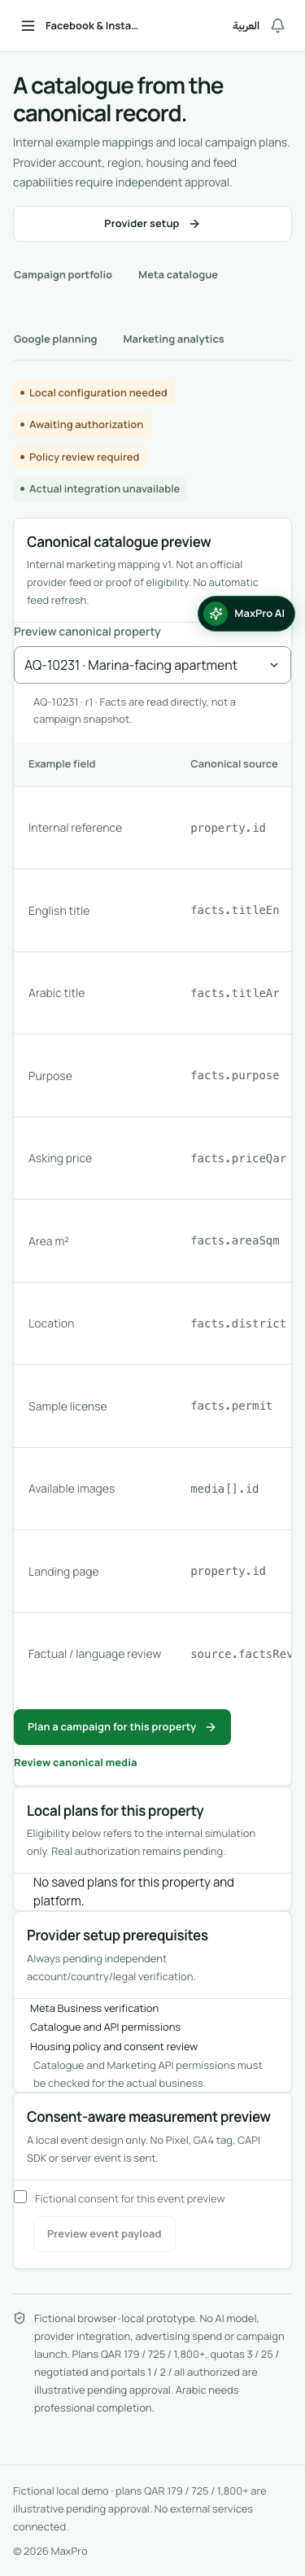 Facebook & Insta...
العربية
A catalogue from the
canonical record.
Internal example mappings and local campaign plans.
Provider account, region, housing and feed
capabilities require independent approval.
Provider setup
Campaign portfolio
Meta catalogue
Google planning
Marketing analytics
Local configuration needed
Awaiting authorization
Policy review required
Actual integration unavailable
Canonical catalogue preview
Internal marketing mapping v1. Not an official
provider feed or proof of eligibility. No automatic
feed refresh.
MaxPro AI
Preview canonical property
AQ-10231 · Marina-facing apartment
AQ-10231 · r1 · Facts are read directly, not a
campaign snapshot.
Example field
Canonical source
Internal reference
property.id
English title
facts.titleEn
Arabic title
facts.titleAr
Purpose
facts.purpose
Asking price
facts.priceQar
Area m²
facts.areaSqm
Location
facts.district
Sample license
facts.permit
Available images
media[].id
Landing page
property.id
Factual / language review
source.factsRev
Plan a campaign for this property
Review canonical media
Local plans for this property
Eligibility below refers to the internal simulation
only. Real authorization remains pending.
No saved plans for this property and
platform.
Provider setup prerequisites
Always pending independent
account/country/legal verification.
Meta Business verification
Catalogue and API permissions
Housing policy and consent review
Catalogue and Marketing API permissions must
be checked for the actual business.
Consent-aware measurement preview
A local event design only. No Pixel, GA4 tag, CAPI
SDK or server event is sent.
Fictional consent for this event preview
Preview event payload
Fictional browser-local prototype. No AI model,
provider integration, advertising spend or campaign
launch. Plans QAR 179 / 725 / 1,800+, quotas 3 / 25 /
negotiated and portals 1 / 2 / all authorized are
illustrative pending approval. Arabic needs
professional completion.
Fictional local demo · plans QAR 179 / 725 / 1,800+ are
illustrative pending approval. No external services
connected.
© 2026 MaxPro